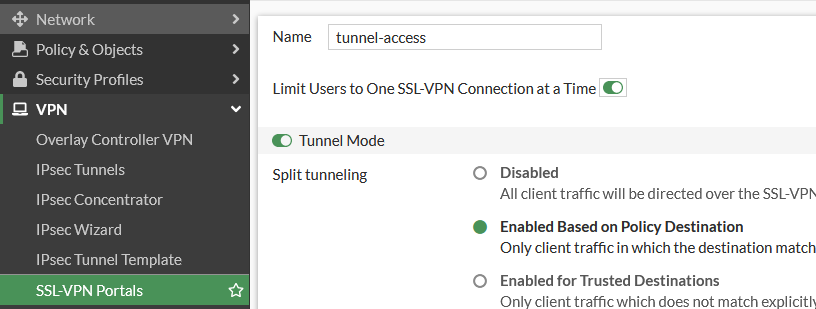 Network
Policy & Objects
Security Profiles
VPN
Overlay Controller VPN
IPsec Tunnels
IPsec Concentrator
IPsec Wizard
IPsec Tunnel Template
SSL-VPN Portals
Name tunnel-access
Limit Users to One SSL-VPN Connection at a Time
Tunnel Mode
Split tunneling
Disabled
All client traffic will be directed over the SSL-VPN
Enabled Based on Policy Destination
Only client traffic in which the destination match
Enabled for Trusted Destinations
Only client traffic which does not match explicitly